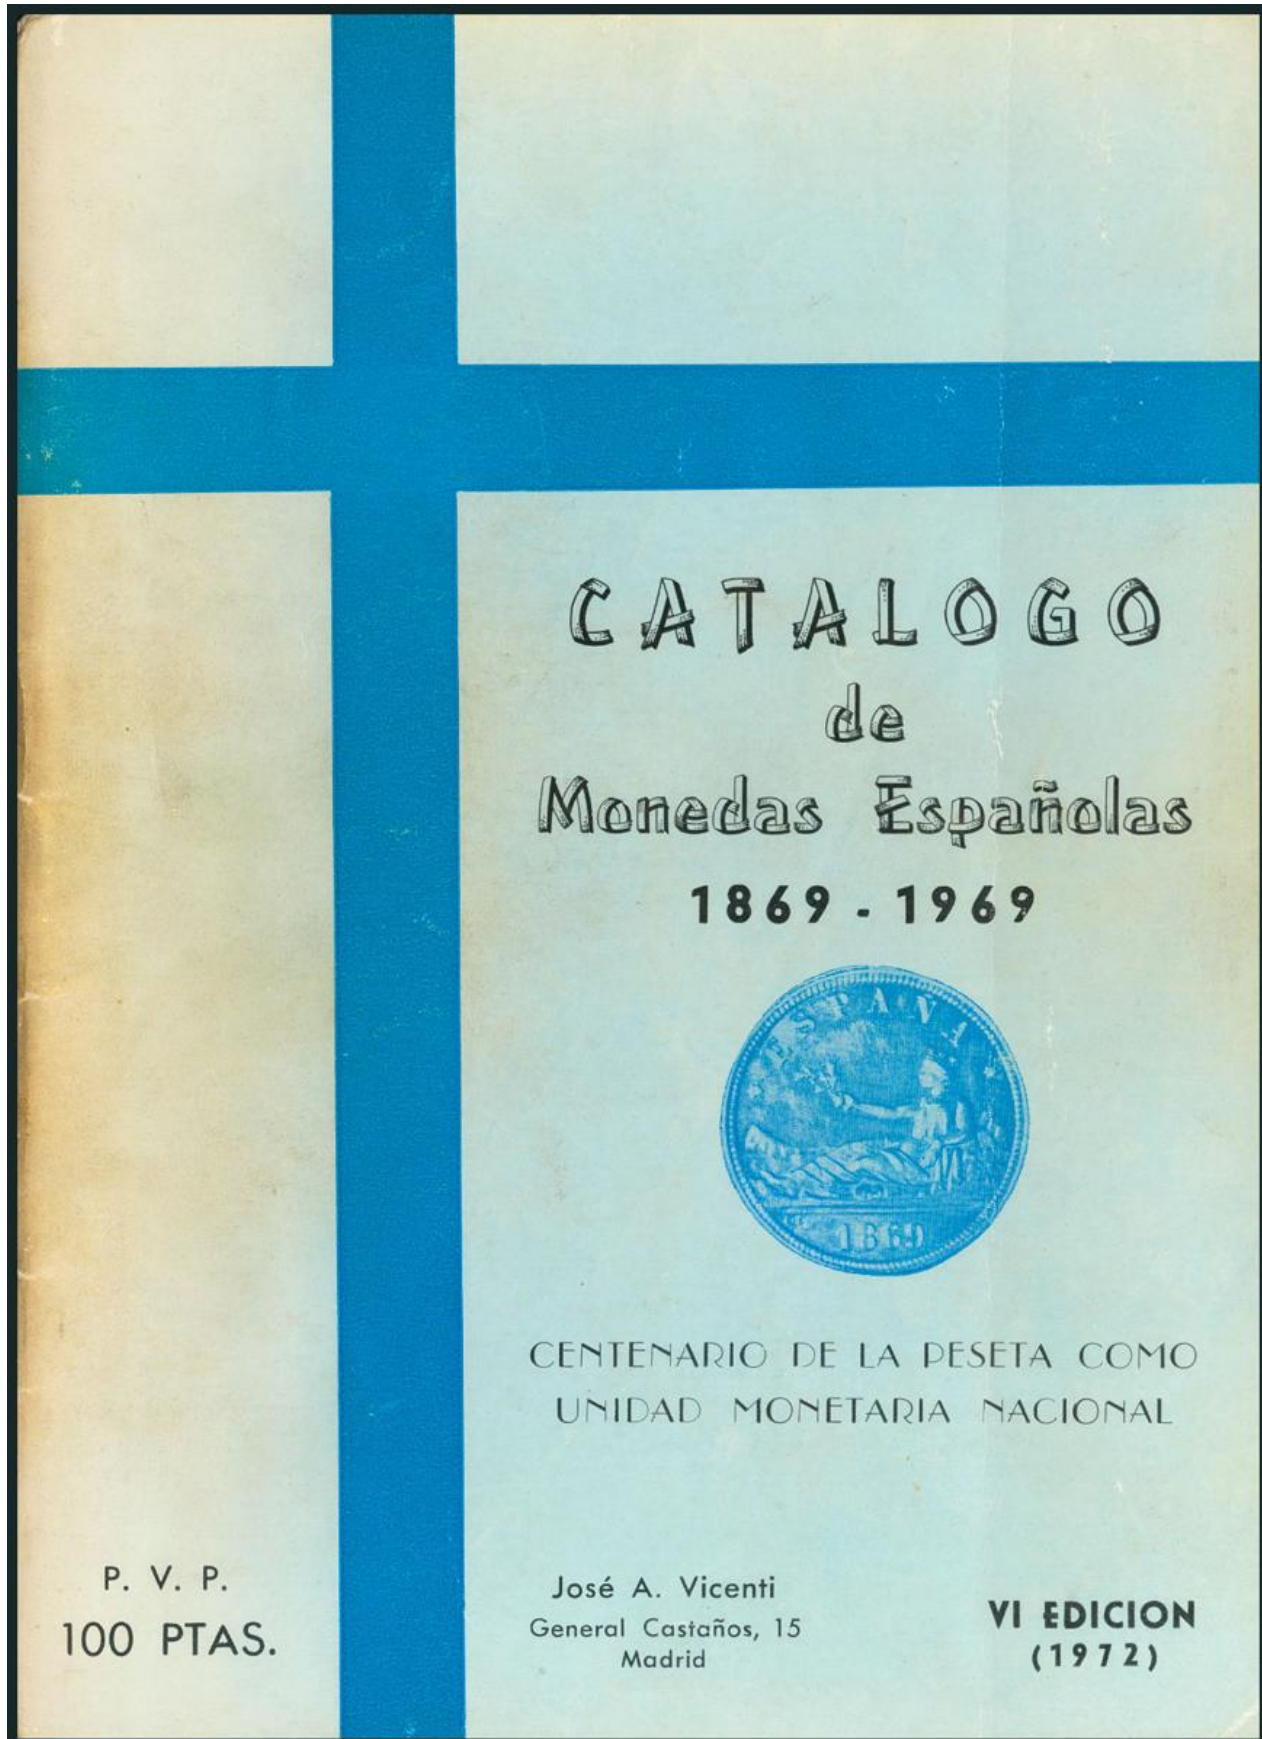 CATALOGO
de
Monedas Españolas
1869 - 1969
ESPAÑA
1869
CENTENARIO DE LA PESETA COMO
UNIDAD MONETARIA NACIONAL
P. V. P.
100 PTAS.
José A. Vicenti
General Castaños, 15
Madrid
VI EDICION
(1972)